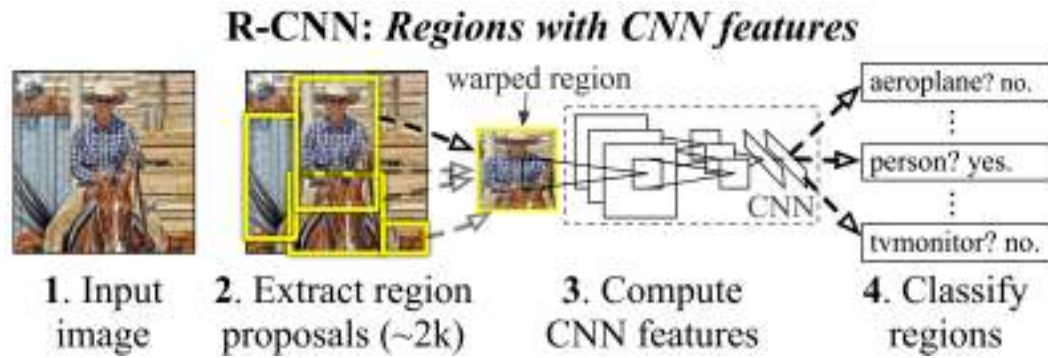 R-CNN: Regions with CNN features
warped region
aeroplane? no.
person? yes.
tvmonitor? no.
CNN
1. Input
image
2. Extract region
proposals (~2k)
3. Compute
CNN features
4. Classify
regions